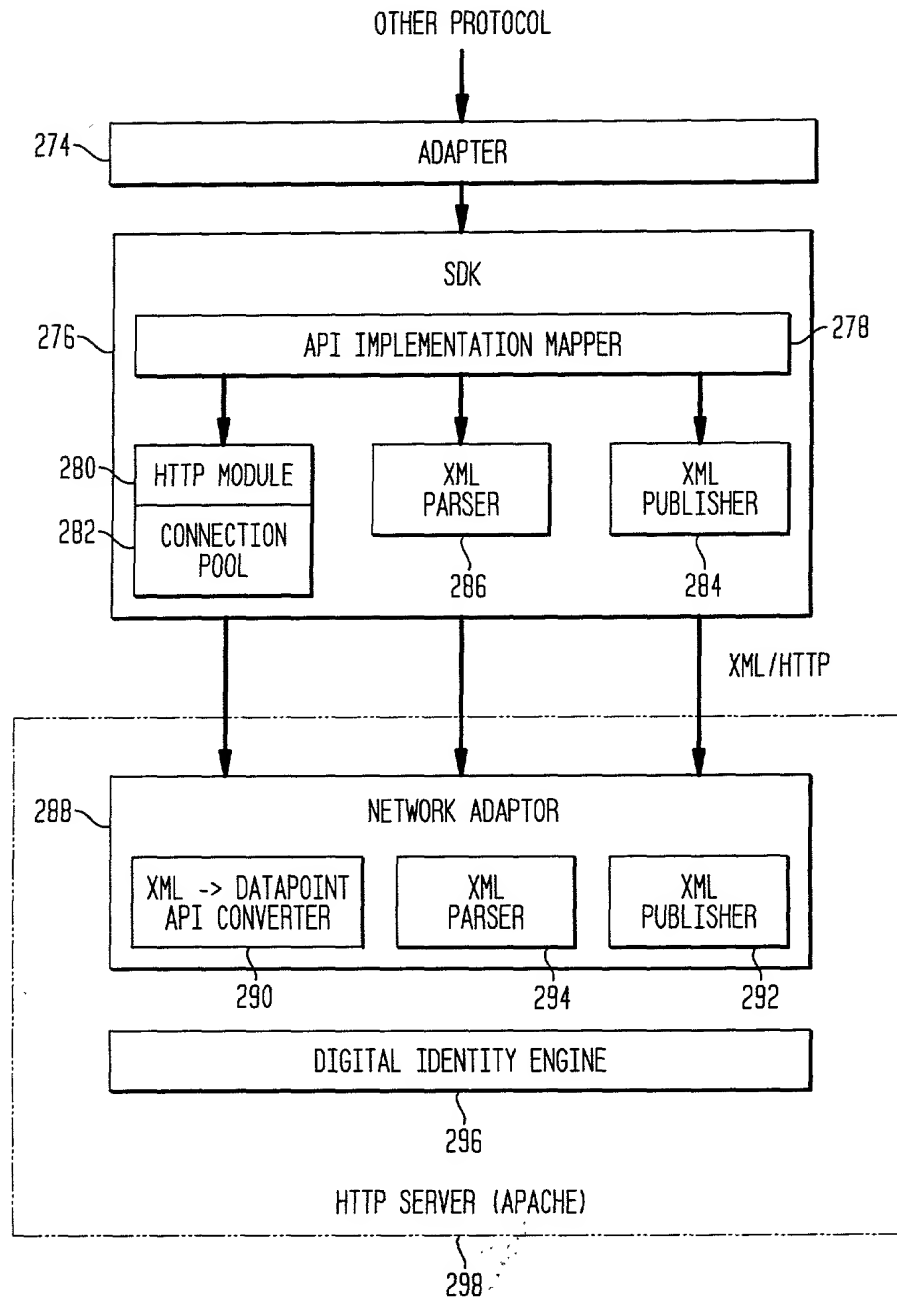 OTHER PROTOCOL
274
ADAPTER
SDK
276
API IMPLEMENTATION MAPPER
278
280
HTTP MODULE
XML
PARSER
XML
PUBLISHER
282
CONNECTION
POOL
286
284
XML/HTTP
288
NETWORK ADAPTOR
XML -> DATAPOINT
API CONVERTER
XML
PARSER
XML
PUBLISHER
290
294
292
DIGITAL IDENTITY ENGINE
296
HTTP SERVER (APACHE)
298